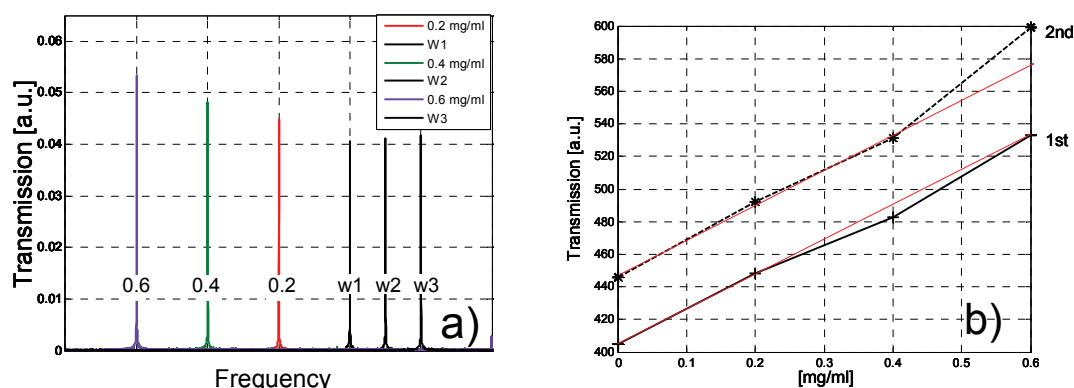 0.06
0.05
0.04
0.03
0.02
0.01
0
Transmission [a.u.]
0.2 mg/ml
W1
0.4 mg/ml
W2
0.6 mg/ml
W3
0.6 0.4 0.2 w1 w2 w3
a)
Frequency
600
580
560
540
520
500
480
460
440
420
400
Transmission [a.u.]
2nd
1st
b)
0 0.1 0.2 0.3 0.4 0.5 0.6
[mg/ml]